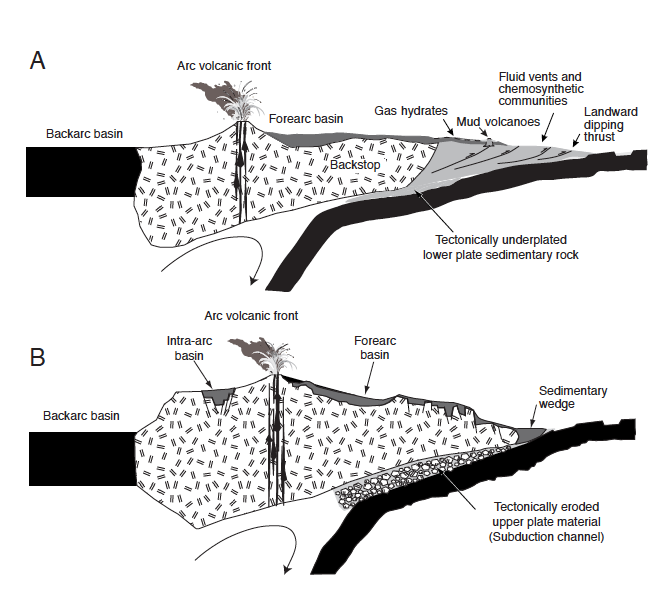 A
Arc volcanic front
Backarc basin
Forearc basin
Gas hydrates
Mud volcanoes
Fluid vents and
chemosynthetic
communities
Landward
dipping
thrust
Backstop
Tectonically underplated
lower plate sedimentary rock
B
Arc volcanic front
Intra-arc
basin
Forearc
basin
Backarc basin
Sedimentary
wedge
Tectonically eroded
upper plate material
(Subduction channel)